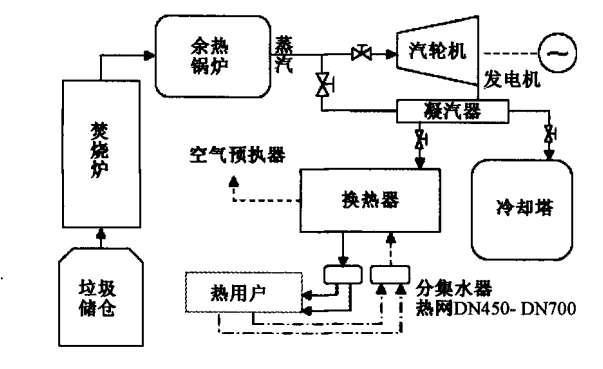 余热
锅炉
蒸
汽
汽轮机
~
发电机
凝汽器
焚
烧
炉
空气预执器
换热器
冷却塔
垃圾
储仓
热用户
分集水器
热网DN450- DN700